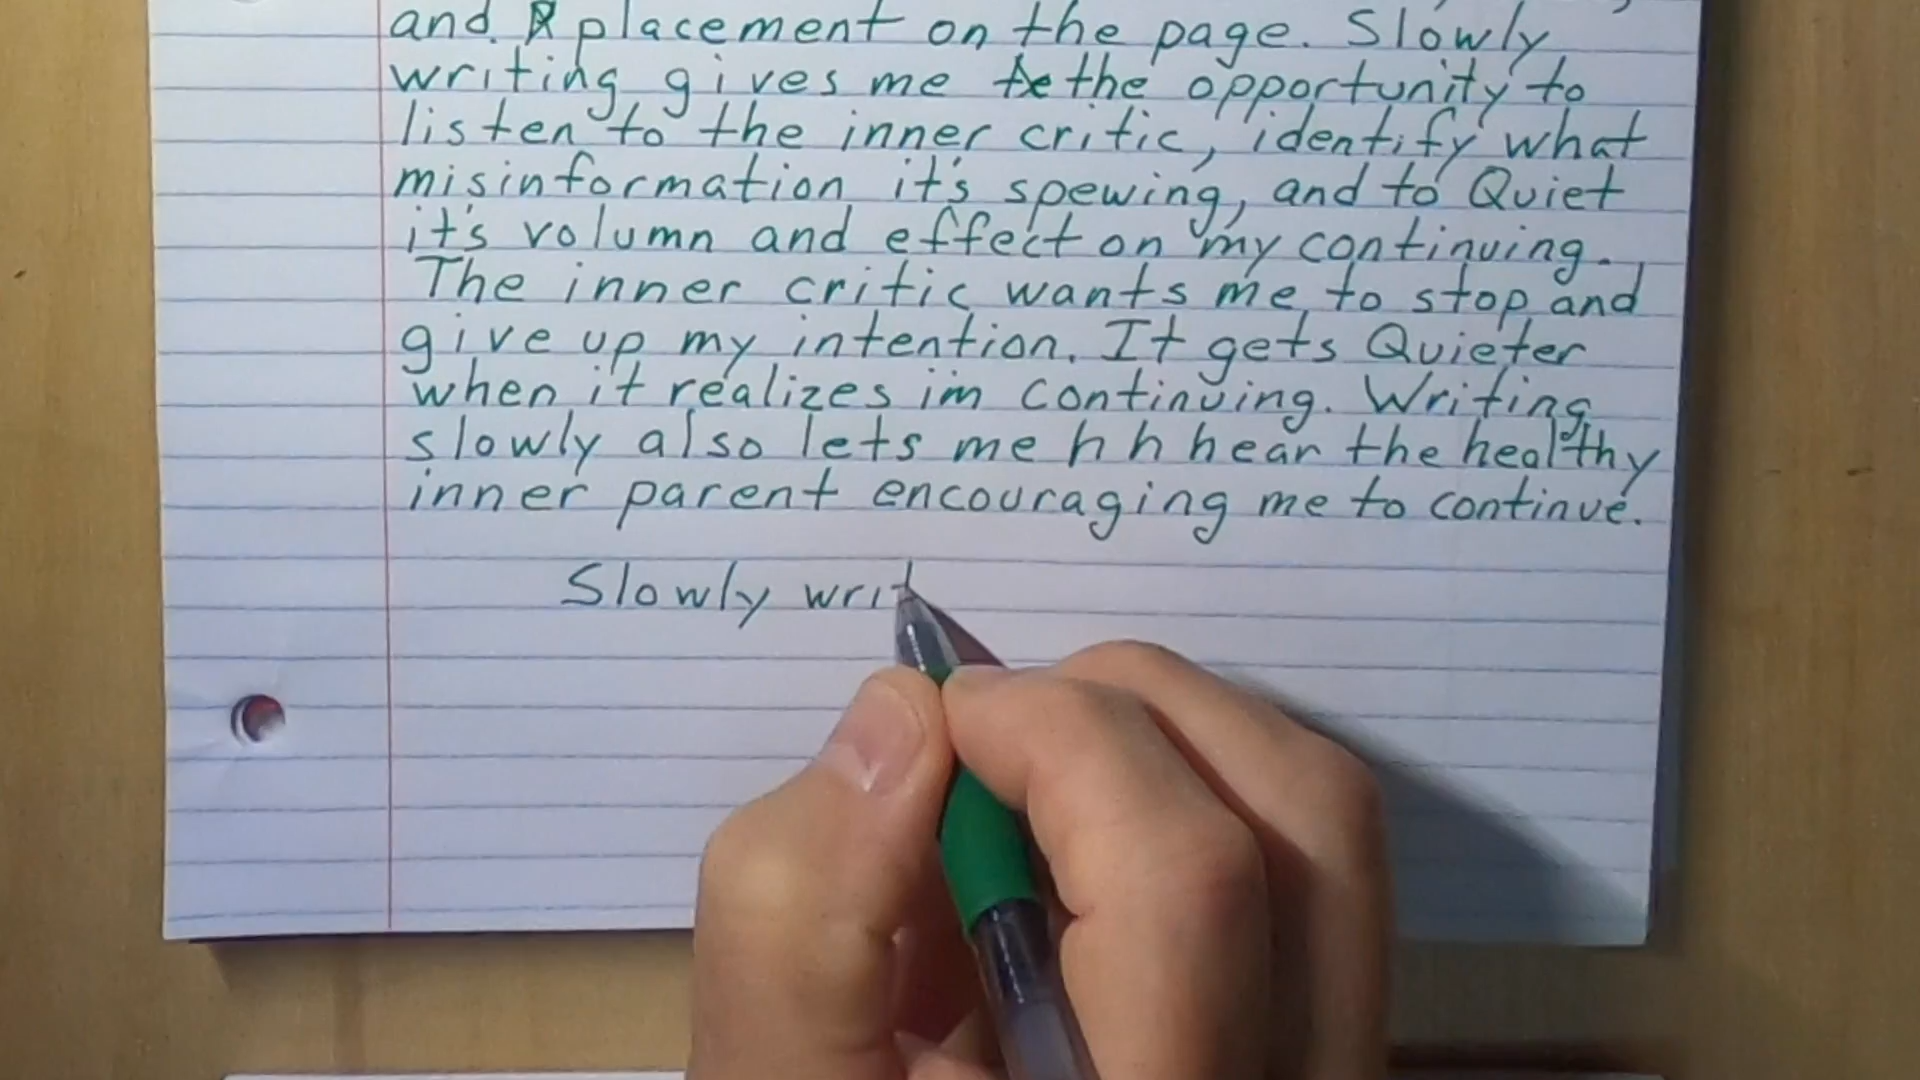 and. placement on the page. Slowly
writing gives me the opportunity to
listen to the inner critic, identify what
misinformation it's spewing, and to Quiet
it's volumn and effect on my continuing.
The inner critic wants me to stop and
give up my intention. It gets Quieter
when it realizes im continuing. Writing
slowly also lets me h h hear the healthy
inner parent encouraging me to continue.
Slowly writ